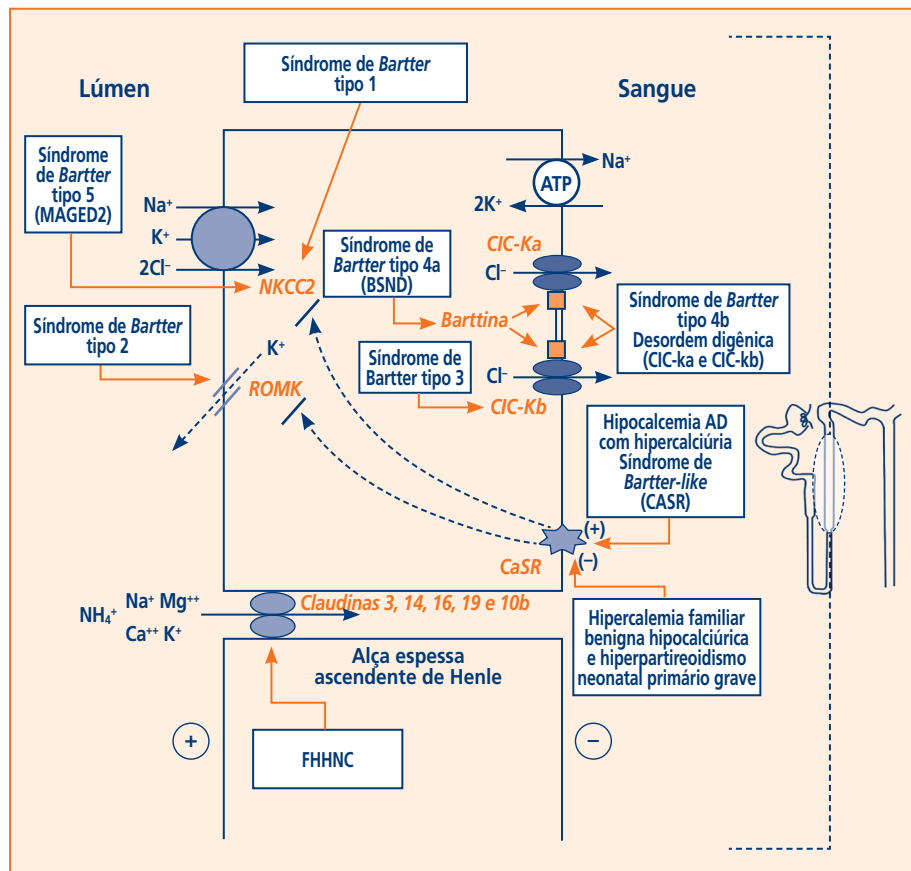 Síndrome de Bartter
tipo 1
Lúmen
Sangue
Síndrome
de Bartter
tipo 5
(MAGED2)
Na⁺
K⁺
2Cl⁻
NKCC2
Síndrome de
Bartter tipo 4a
(BSND)
Barttina
ATP
Na⁺
2K⁺
ClC-Ka
Cl⁻
Síndrome de Bartter
tipo 4b
Desordem digênica
(ClC-ka e ClC-kb)
Síndrome de Bartter
tipo 2
K⁺
ROMK
Síndrome de
Bartter tipo 3
Cl⁻
ClC-Kb
Hipocalcemia AD
com hipercalciúria
Síndrome de
Bartter-like
(CASR)
(+)
(–)
CaSR
Claudinas 3, 14, 16, 19 e 10b
NH₄⁺
Na⁺ Mg⁺⁺
Ca⁺⁺ K⁺
Hipercalemia familiar
benigna hipocalciúrica
e hiperpartireoidismo
neonatal primário grave
Alça espessa
ascendente de Henle
+
–
FHHNC